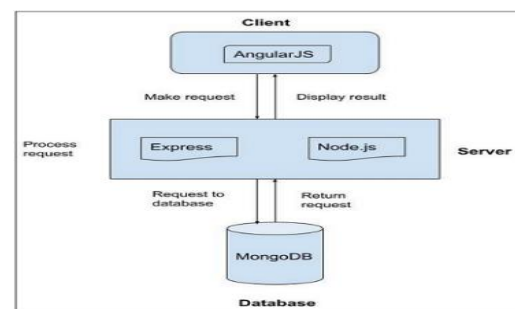 Client
AngularJS
Make request
Display result
Process
request
Express
Node.js
Server
Request to
database
Return
request
MongoDB
Database